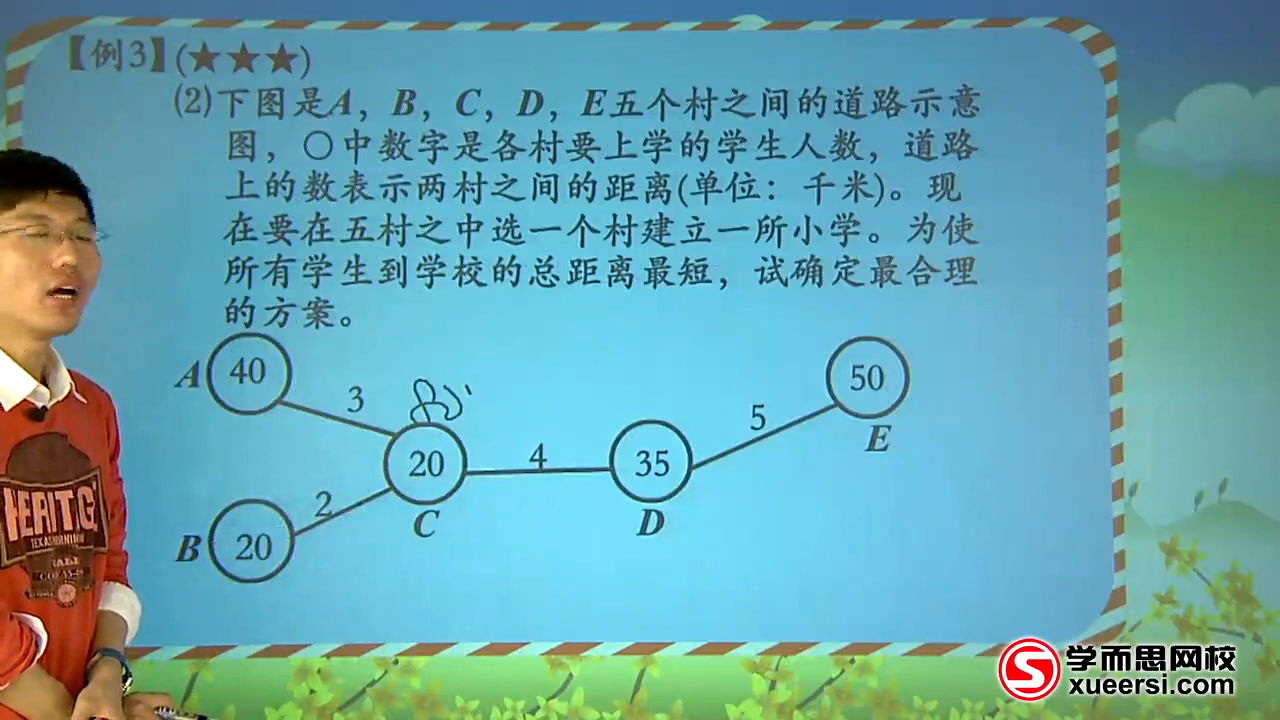 【例3】(★★★)
(2)下图是A，B，C，D，E五个村之间的道路示意
图，○中数字是各村要上学的学生人数，道路
上的数表示两村之间的距离(单位：千米)。现
在要在五村之中选一个村建立一所小学。为使
所有学生到学校的总距离最短，试确定最合理
的方案。
A 40
3
50
5
E
20
4
35
C
D
2
B 20
HERITG
学而思网校
xueersi.com